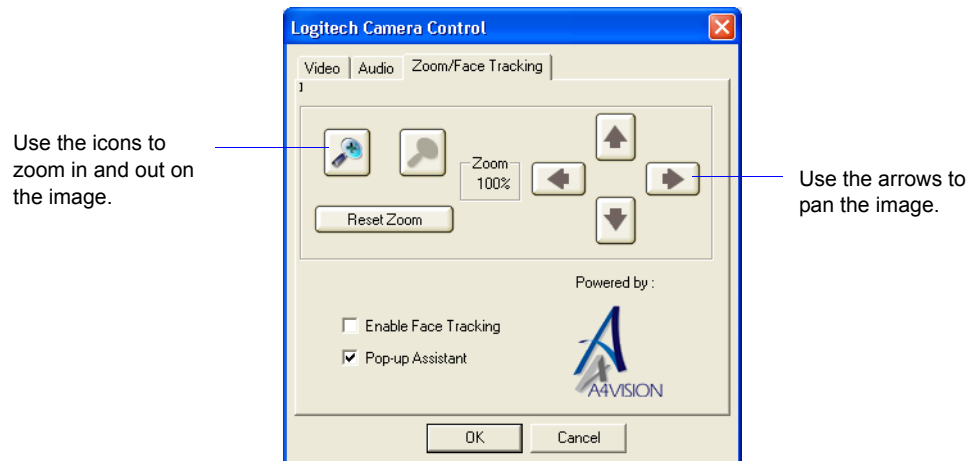 Logitech Camera Control
Video
Audio
Zoom/Face Tracking
]
Use the icons to
zoom in and out on
the image.
Zoom
100%
Use the arrows to
pan the image.
Reset Zoom
Powered by :
Enable Face Tracking
Pop-up Assistant
A4VISION
OK
Cancel